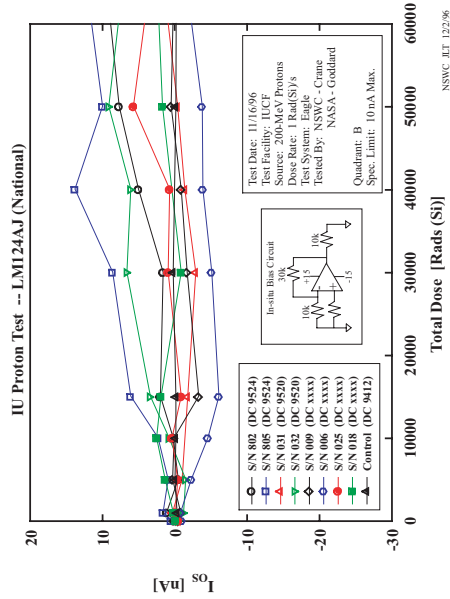 IU Proton Test -- LM124AJ (National)
20
10
0
-10
-20
-30
I_OS [nA]
0
10000
20000
30000
40000
50000
60000
Total Dose [Rads (Si)]
S/N 802 (DC 9524)
S/N 805 (DC 9524)
S/N 031 (DC 9520)
S/N 032 (DC 9520)
S/N 009 (DC xxxx)
S/N 006 (DC xxxx)
S/N 025 (DC xxxx)
S/N 018 (DC xxxx)
Control (DC 9412)
In-situ Bias Circuit
30k
10k
+15
-
+
-15
10k
Test Date: 11/16/96
Test Facility: IUCF
Source: 200-MeV Protons
Dose Rate: 1 Rad(Si)/s
Test System: Eagle
Tested By: NSWC - Crane
NASA - Goddard
Quadrant: B
Spec. Limit: 10 nA Max.
NSWC JLT 12/2/96